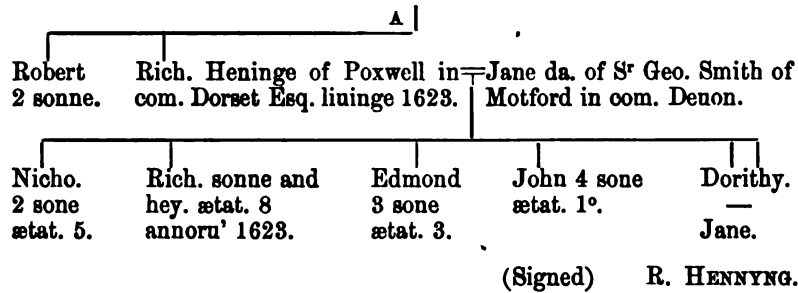 A
Robert Rich. Heninge of Poxwell in = Jane da. of Sʳ Geo. Smith of
2 sonne. com. Dorset Esq. liuinge 1623. Motford in com. Deuon.
Nicho. Rich. sonne and Edmond John 4 sone Dorithy.
2 sone hey. ætat. 8 3 sone ætat. 1º. —
ætat. 5. annoru' 1623. ætat. 3. Jane.
(Signed) R. HENNYNG.